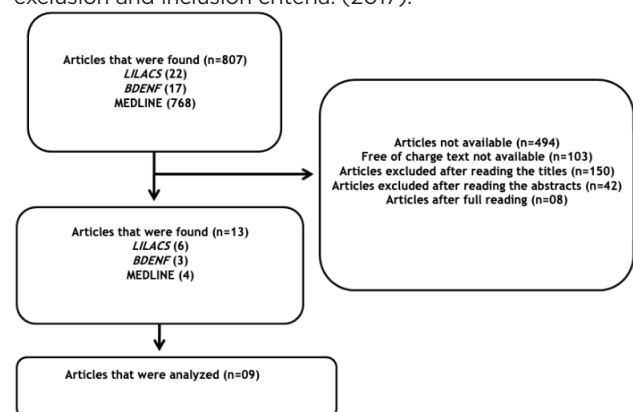 exclusion and inclusion criteria. (2017).
Articles that were found (n=807)
LILACS (22)
BDENF (17)
MEDLINE (768)
Articles not available (n=494)
Free of charge text not available (n=103)
Articles excluded after reading the titles (n=150)
Articles excluded after reading the abstracts (n=42)
Articles after full reading (n=08)
Articles that were found (n=13)
LILACS (6)
BDENF (3)
MEDLINE (4)
Articles that were analyzed (n=09)